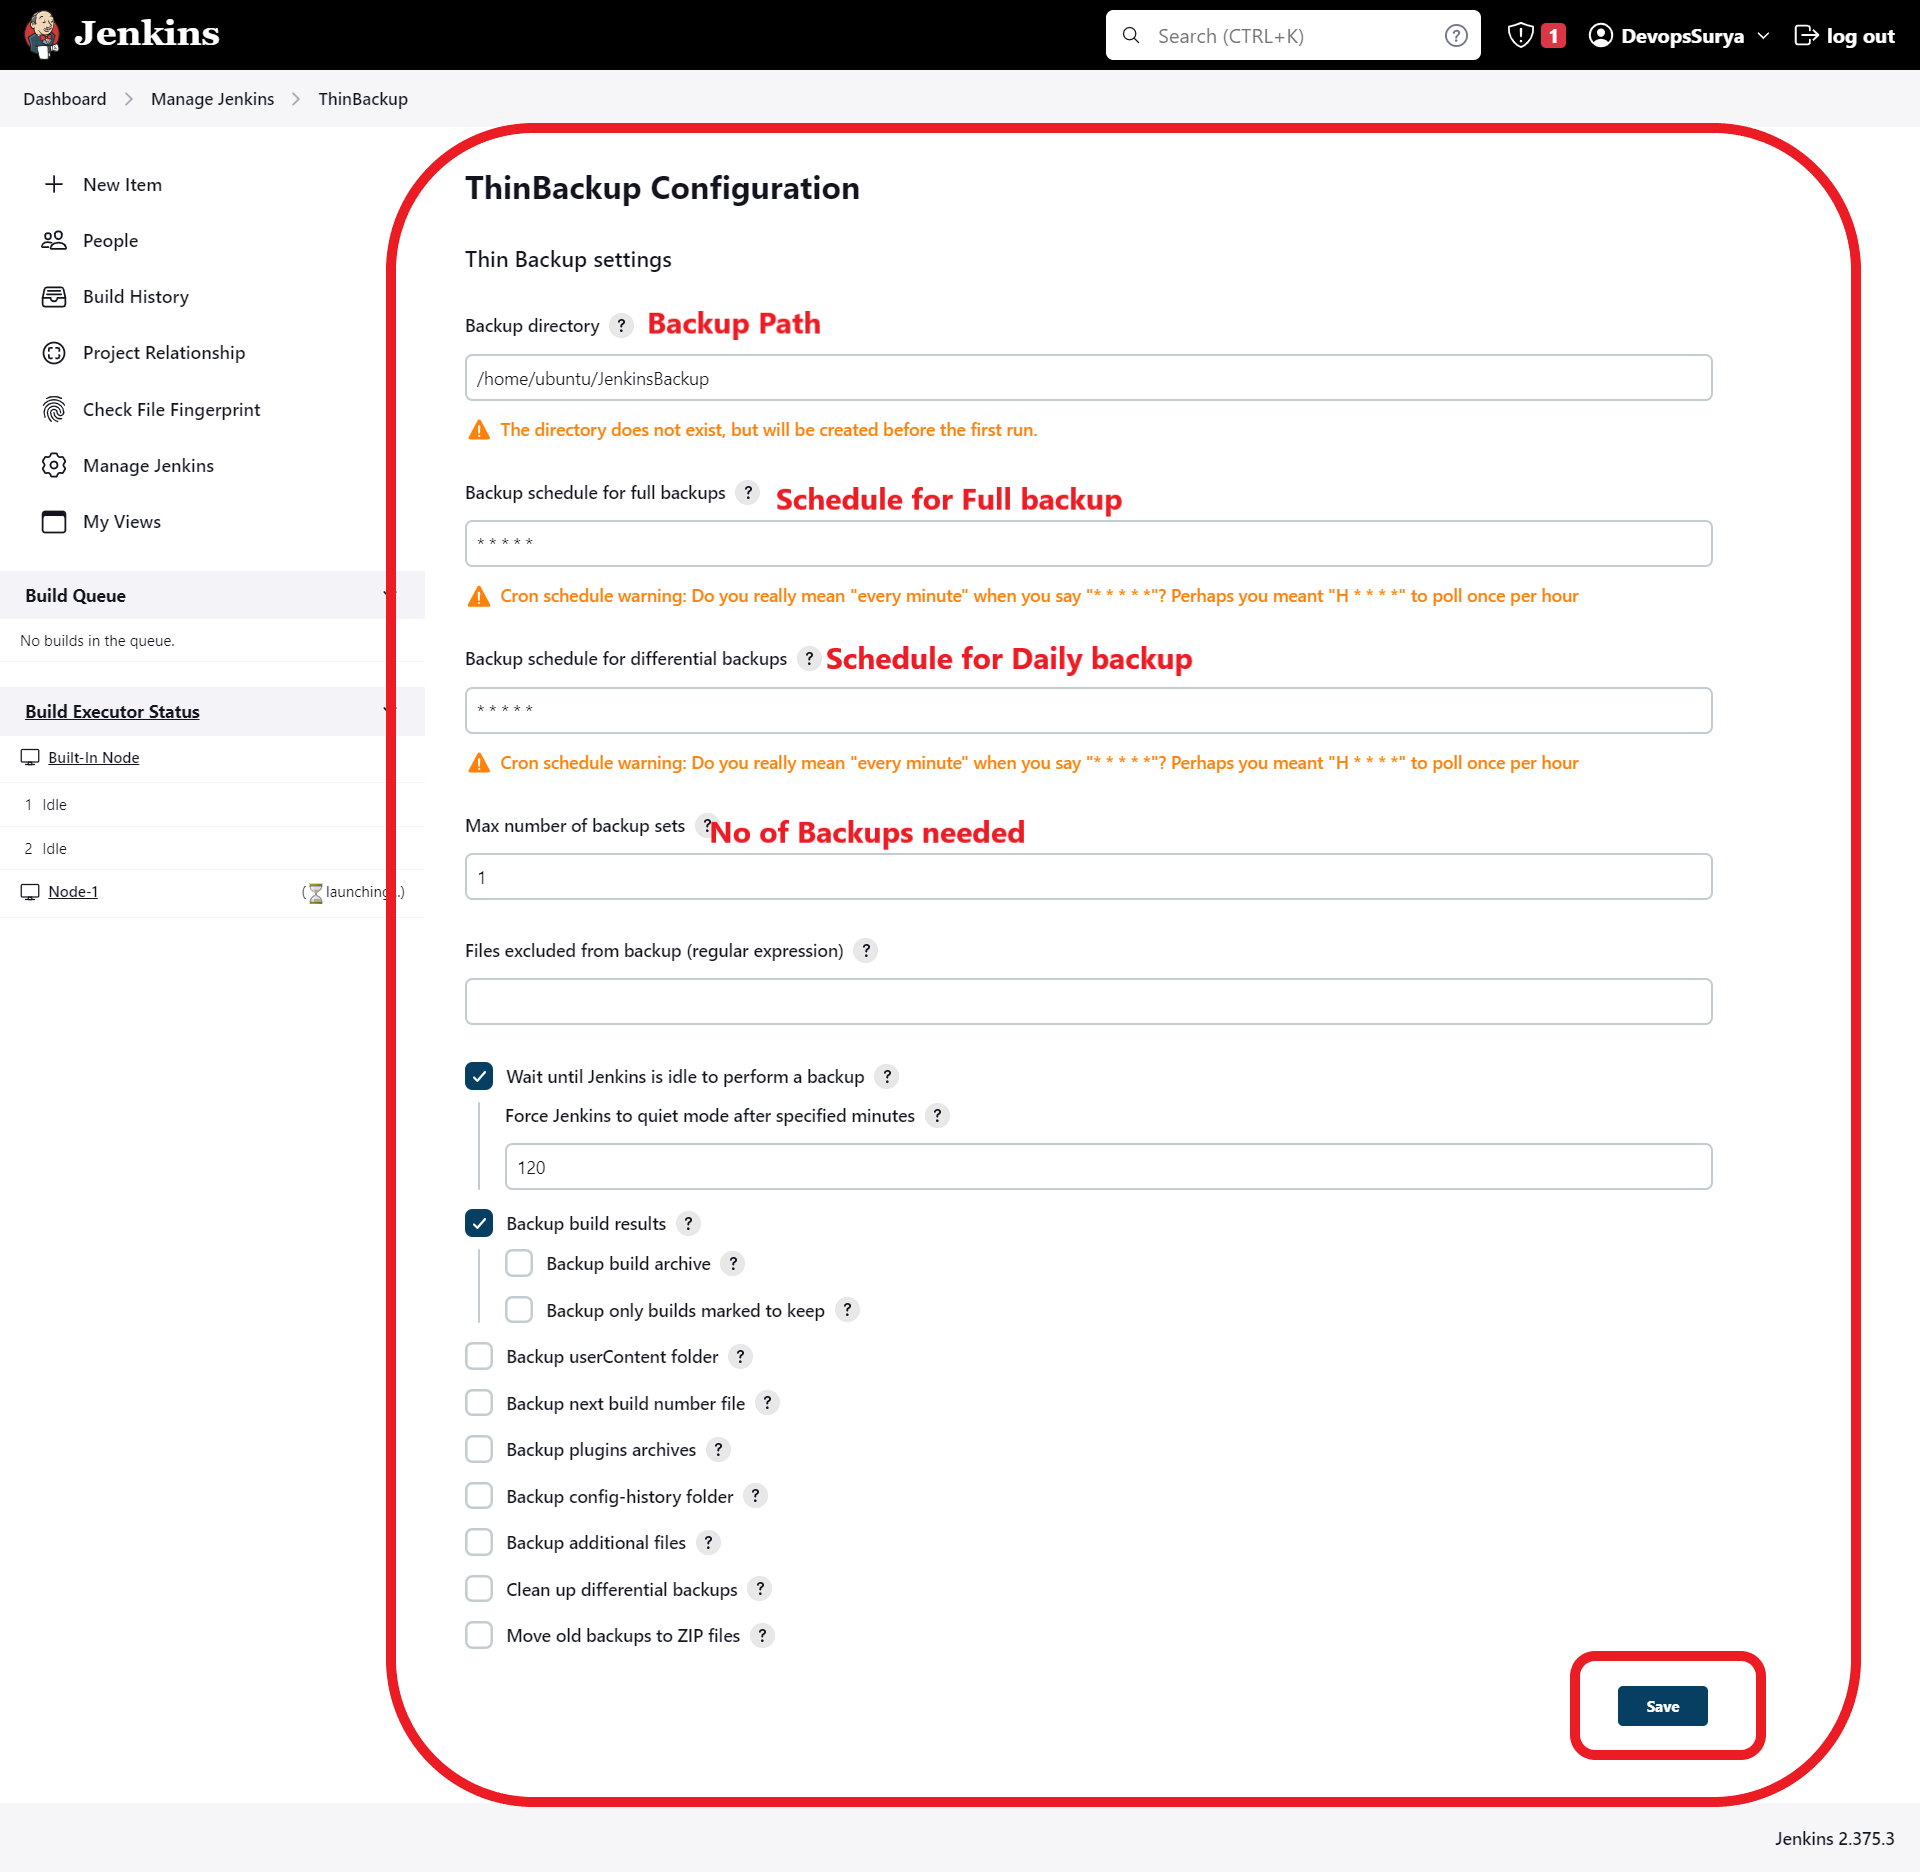 Jenkins
Search (CTRL+K)
?
1
DevopsSurya
log out
Dashboard
Manage Jenkins
ThinBackup
New Item
People
Build History
Project Relationship
Check File Fingerprint
Manage Jenkins
My Views
Build Queue
No builds in the queue.
Build Executor Status
Built-In Node
1 Idle
2 Idle
Node-1 (launching...)
ThinBackup Configuration
Thin Backup settings
Backup directory ? Backup Path
/home/ubuntu/JenkinsBackup
The directory does not exist, but will be created before the first run.
Backup schedule for full backups ? Schedule for Full backup
* * * * *
Cron schedule warning: Do you really mean "every minute" when you say "* * * * *"? Perhaps you meant "H * * * *" to poll once per hour
Backup schedule for differential backups ? Schedule for Daily backup
* * * * *
Cron schedule warning: Do you really mean "every minute" when you say "* * * * *"? Perhaps you meant "H * * * *" to poll once per hour
Max number of backup sets ? No of Backups needed
1
Files excluded from backup (regular expression) ?
Wait until Jenkins is idle to perform a backup ?
Force Jenkins to quiet mode after specified minutes ?
120
Backup build results ?
Backup build archive ?
Backup only builds marked to keep ?
Backup userContent folder ?
Backup next build number file ?
Backup plugins archives ?
Backup config-history folder ?
Backup additional files ?
Clean up differential backups ?
Move old backups to ZIP files ?
Save
Jenkins 2.375.3